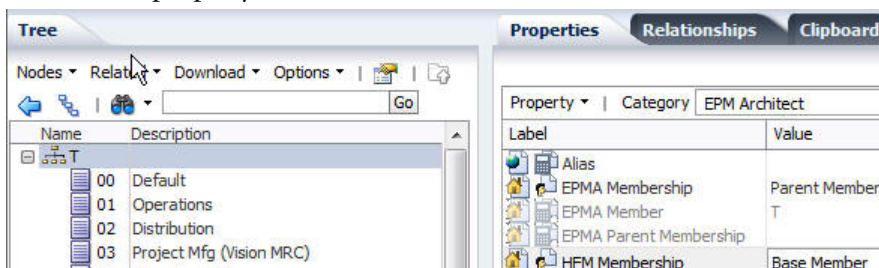 Tree
Nodes Relat Download Options
Go
Name Description
T
00 Default
01 Operations
02 Distribution
03 Project Mfg (Vision MRC)
Properties Relationships Clipboard
Property Category EPM Architect
Label Value
Alias
EPMA Membership Parent Member
EPMA Member T
EPMA Parent Membership
HFM Membership Base Member